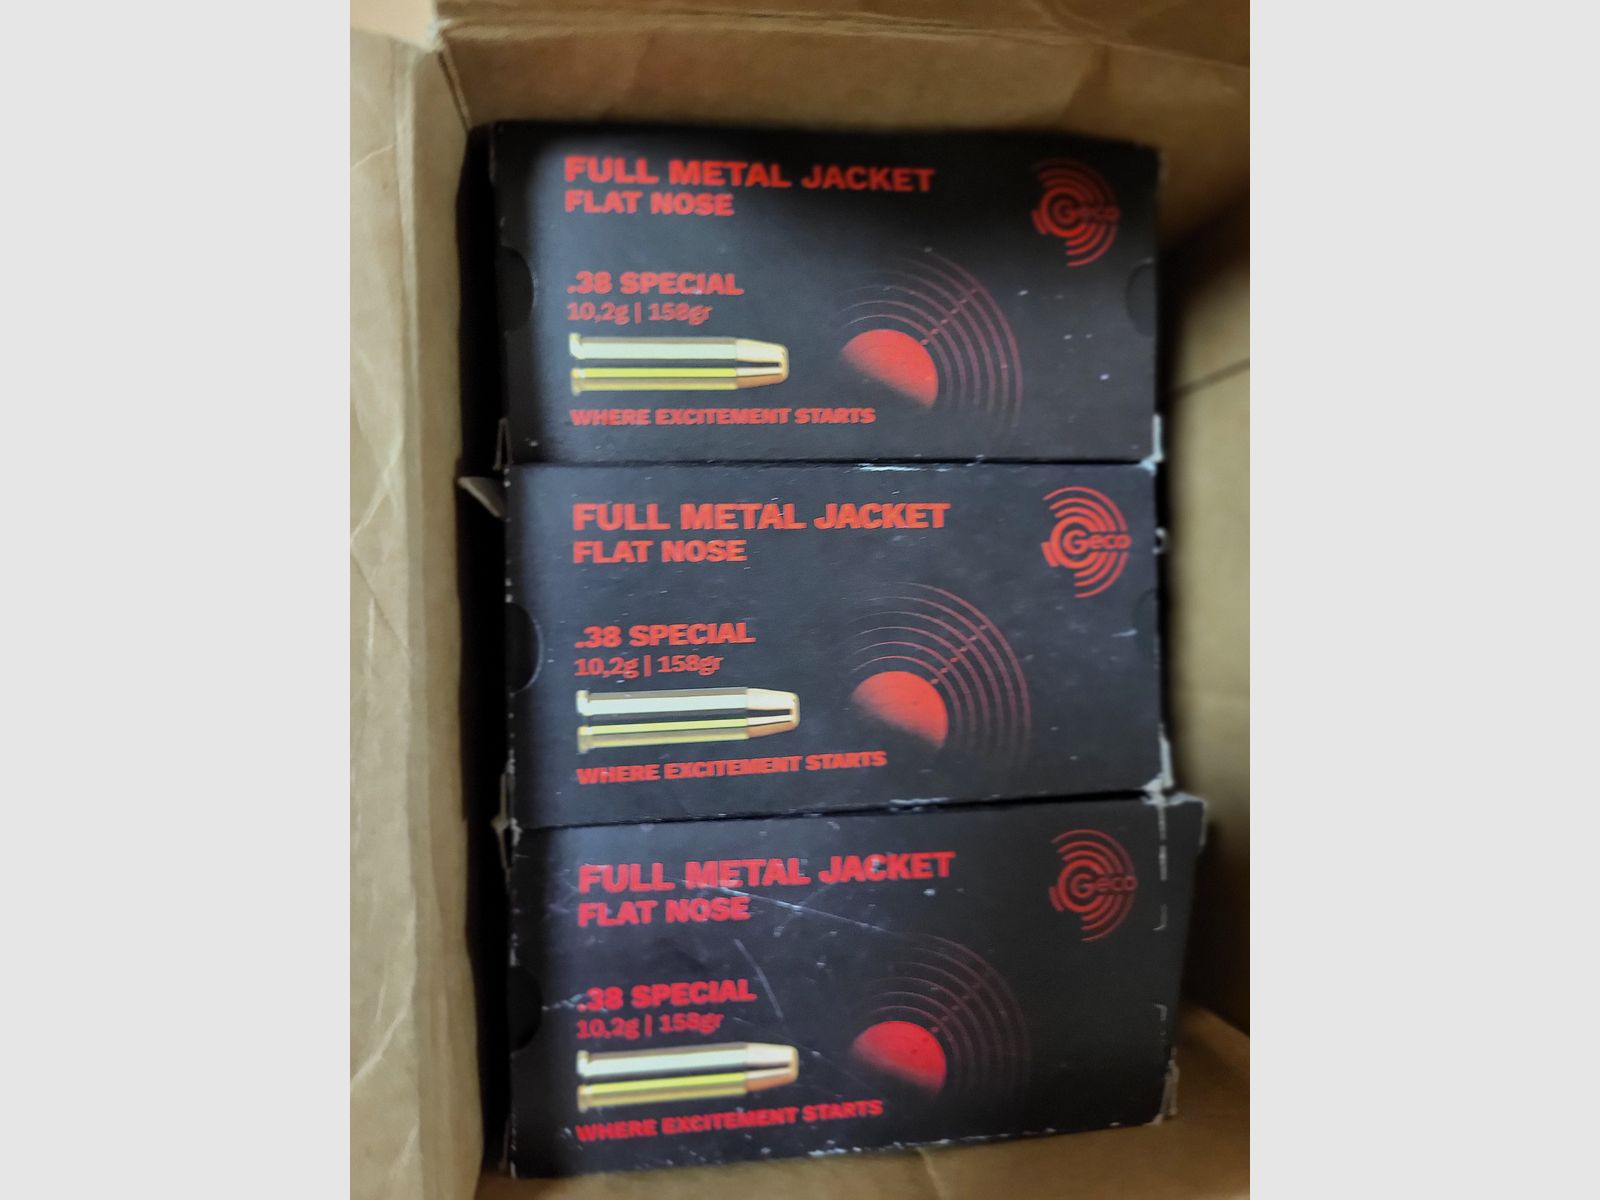 FULL METAL JACKET
FLAT NOSE
Geco
.38 SPECIAL
10,2g | 158gr
WHERE EXCITEMENT STARTS
FULL METAL JACKET
FLAT NOSE
Geco
.38 SPECIAL
10,2g | 158gr
WHERE EXCITEMENT STARTS
FULL METAL JACKET
FLAT NOSE
Geco
.38 SPECIAL
10,2g | 158gr
WHERE EXCITEMENT STARTS